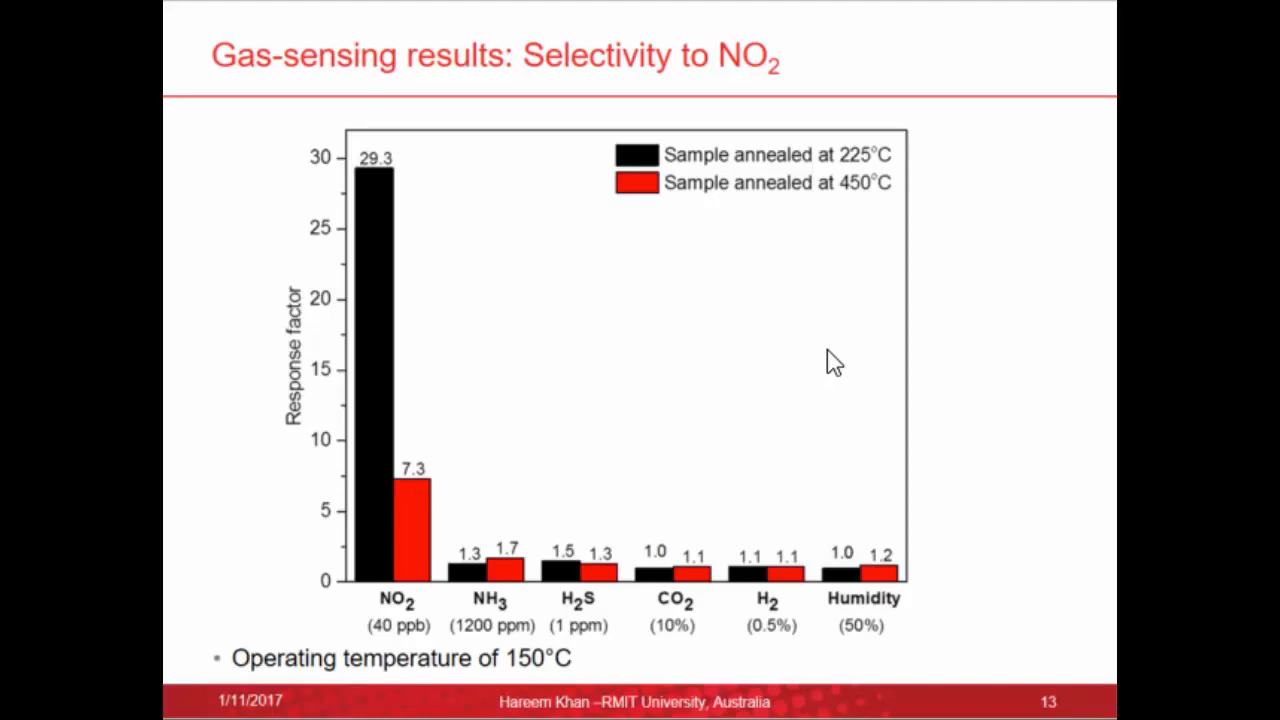 Gas-sensing results: Selectivity to NO₂
Sample annealed at 225°C
Sample annealed at 450°C
Response factor
30
25
20
15
10
5
0
29.3
7.3
1.3
1.7
1.5
1.3
1.0
1.1
1.1
1.1
1.0
1.2
NO₂ NH₃ H₂S CO₂ H₂ Humidity
(40 ppb) (1200 ppm) (1 ppm) (10%) (0.5%) (50%)
• Operating temperature of 150°C
1/11/2017 Hareem Khan –RMIT University, Australia 13